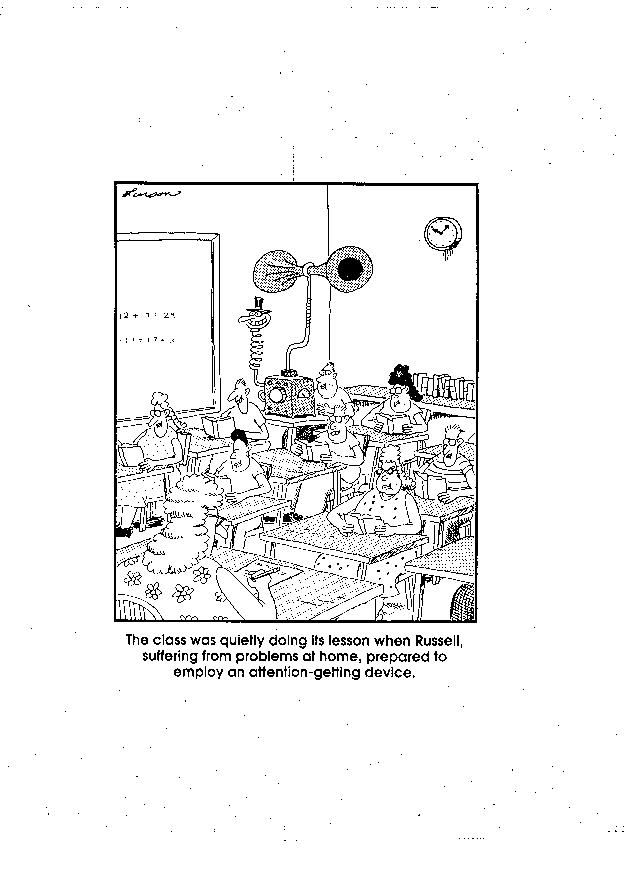 Larson
The class was quietly doing its lesson when Russell,
suffering from problems at home, prepared to
employ an attention-getting device.